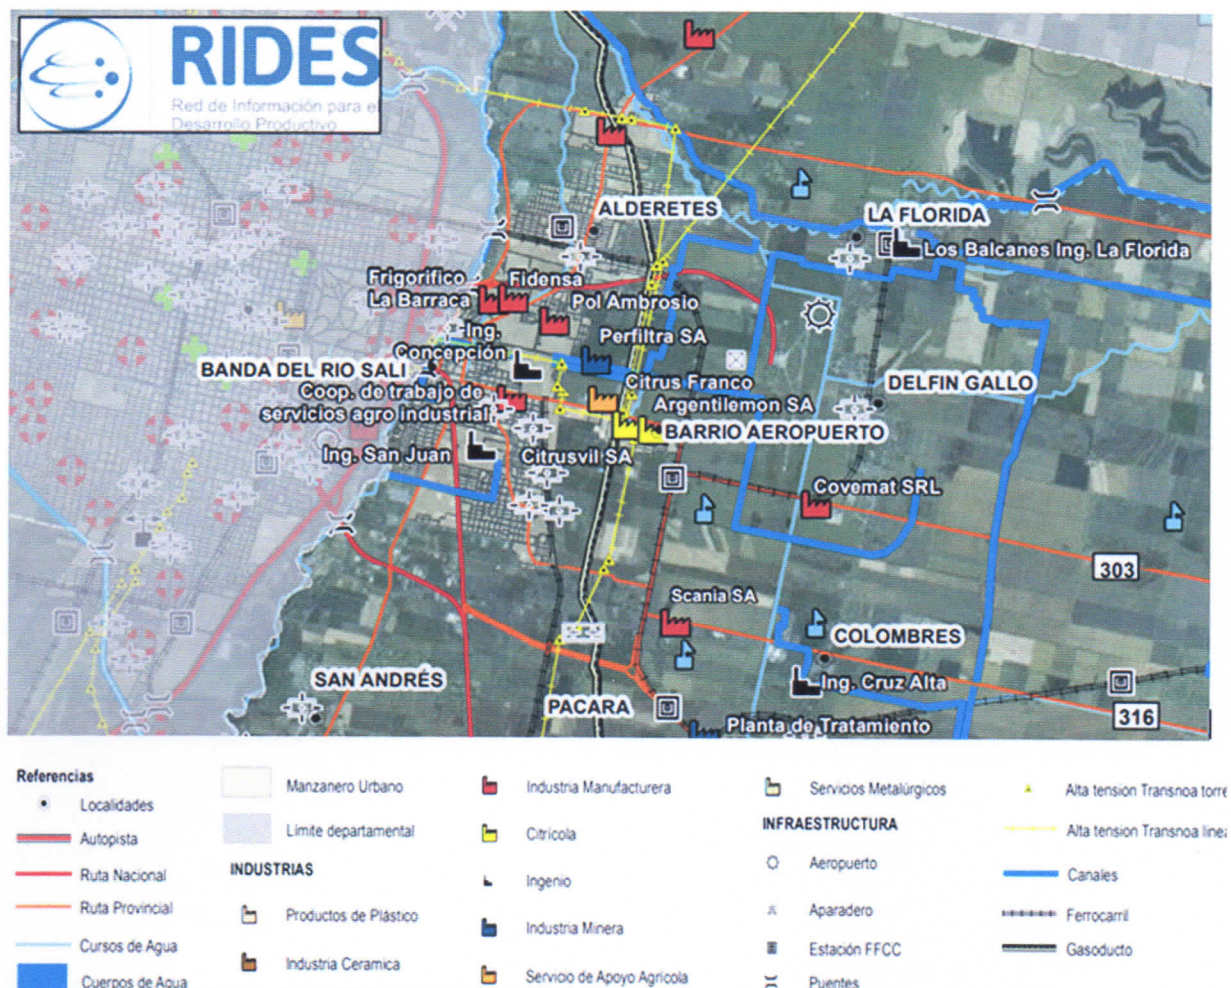 RIDES
Red de Información para el
Desarrollo Productivo
ALDERETES
LA FLORIDA
Los Balcanes Ing. La Florida
Frigorífico
La Barraca
Fidensa
Pol Ambrosio
Perfiltra SA
Ing.
Concepción
BANDA DEL RIO SALI
Coop. de trabajo de
servicios agro industrial
Citrus Franco
Argentilemon SA
DELFIN GALLO
BARRIO AEROPUERTO
Ing. San Juan
Citrusvil SA
Covemat SRL
303
Scania SA
COLOMBRES
SAN ANDRÉS
Ing. Cruz Alta
PACARA
316
Planta de Tratamiento
Referencias
Localidades
Autopista
Ruta Nacional
Ruta Provincial
Cursos de Agua
Cuerpos de Agua
Manzanero Urbano
Limite departamental
INDUSTRIAS
Productos de Plástico
Industria Ceramica
Industria Manufacturera
Citrícola
Ingenio
Industria Minera
Servicio de Apoyo Agrícola
Servicios Metalúrgicos
INFRAESTRUCTURA
Aeropuerto
Aparadero
Estación FFCC
Puentes
Alta tension Transnoa torre
Alta tension Transnoa linea
Canales
Ferrocarril
Gasoducto